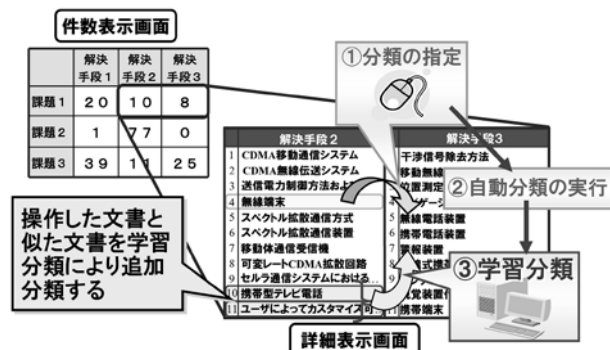 件数表示画面
解決手段1 解決手段2 解決手段3
課題1 20 10 8
課題2 1 77 0
課題3 39 11 25
①分類の指定
②自動分類の実行
③学習分類
操作した文書と
似た文書を学習
分類により追加
分類する
解決手段2
1 CDMA移動通信システム
2 CDMA無線伝送システム
3 送信電力制御方法およ
4 無線端末
5 スペクトル拡散通信方式
6 スペクトル拡散通信装置
7 移動体通信受信機
8 可変レートCDMA拡散回路
9 セルラ通信システムにおける...
10 携帯型テレビ電話
11 ユーザによってカスタマイズ可...
解決手段3
干渉信号除去方法
移動無線
位置測定
無線電話装置
携帯電話装置
11 携帯端末
詳細表示画面